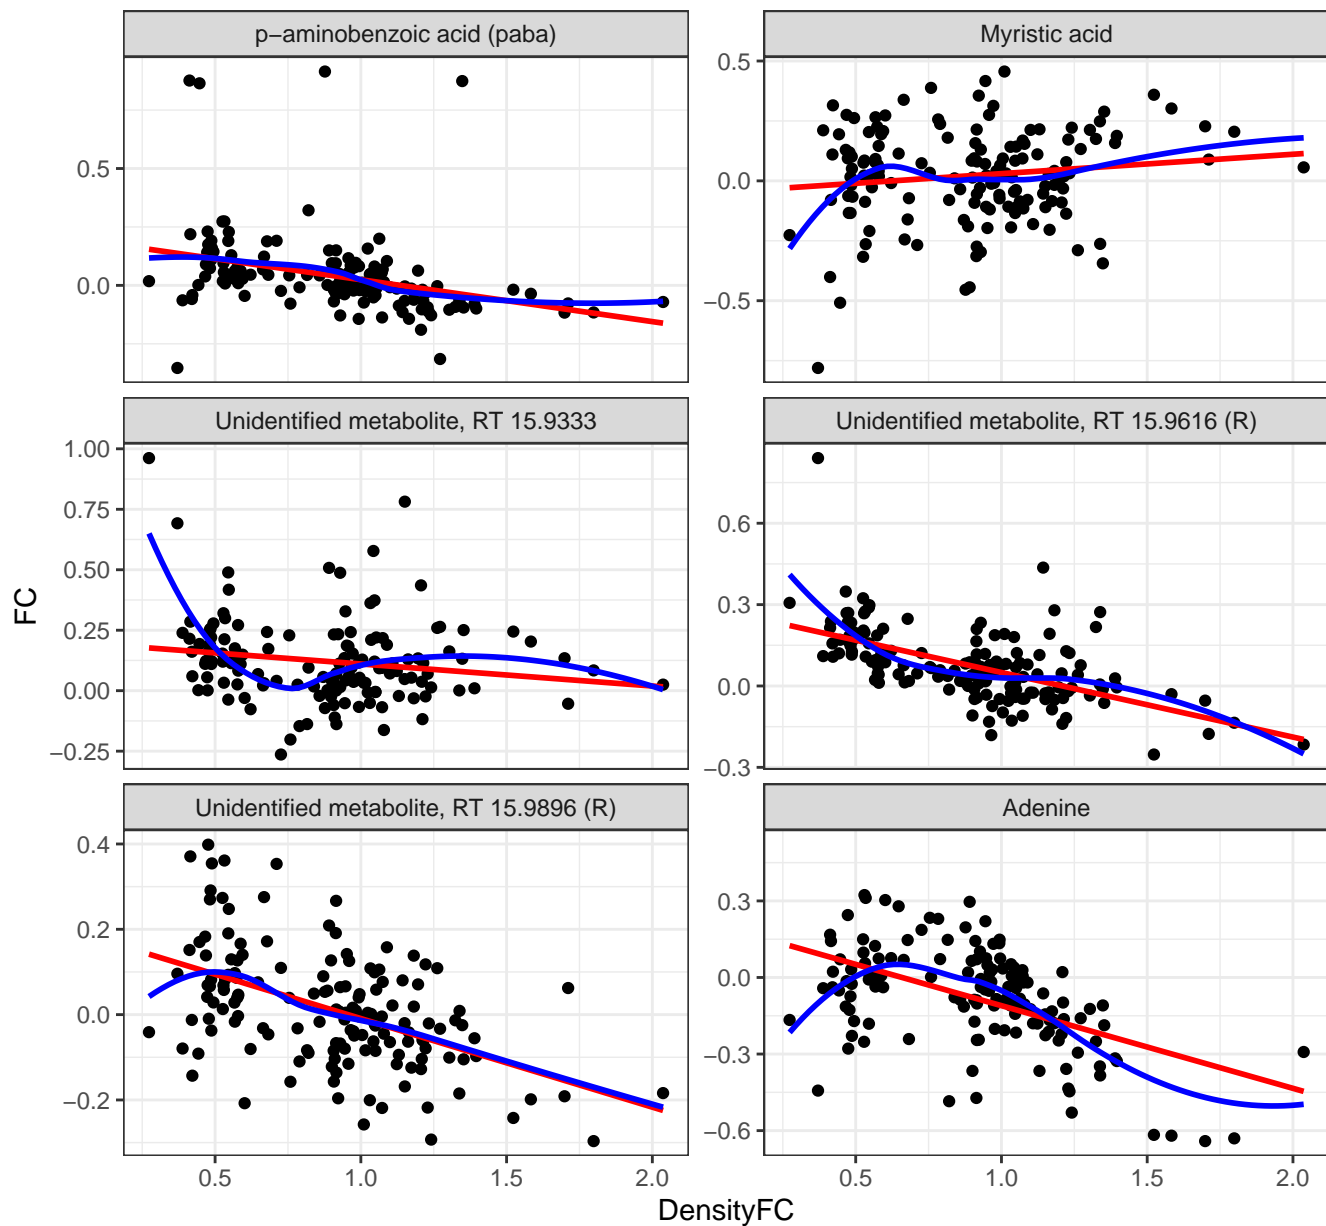 p−aminobenzoic acid (paba)
Myristic acid
0.5
0.0
0.5
0.0
−0.5
Unidentified metabolite, RT 15.9333
Unidentified metabolite, RT 15.9616 (R)
1.00
0.75
0.50
0.25
0.00
−0.25
0.6
0.3
0.0
−0.3
FC
Unidentified metabolite, RT 15.9896 (R)
Adenine
0.4
0.2
0.0
−0.2
0.3
0.0
−0.3
−0.6
0.5 1.0 1.5 2.0
0.5 1.0 1.5 2.0
DensityFC